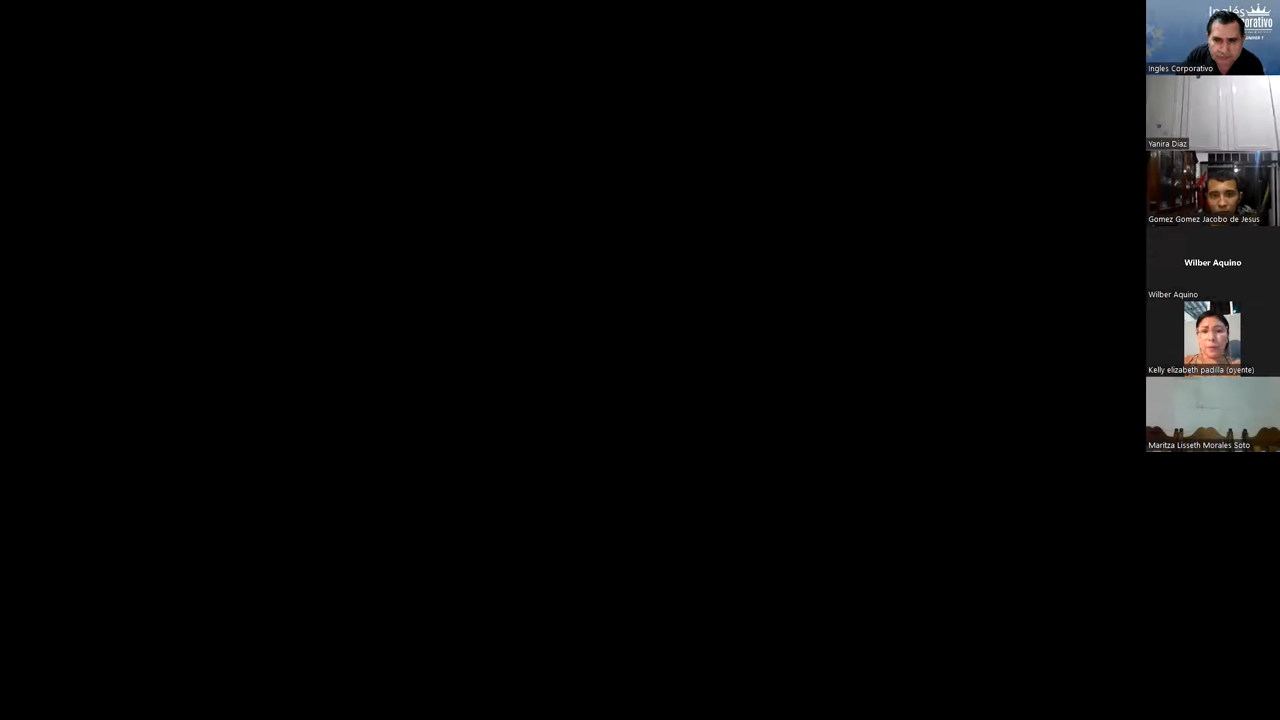 Inglés
Ingles Corporativo
Yanira Diaz
Gomez Gomez Jacobo de Jesus
Wilber Aquino
Wilber Aquino
Kelly elizabeth padilla (oyente)
Maritza Lisseth Morales Soto